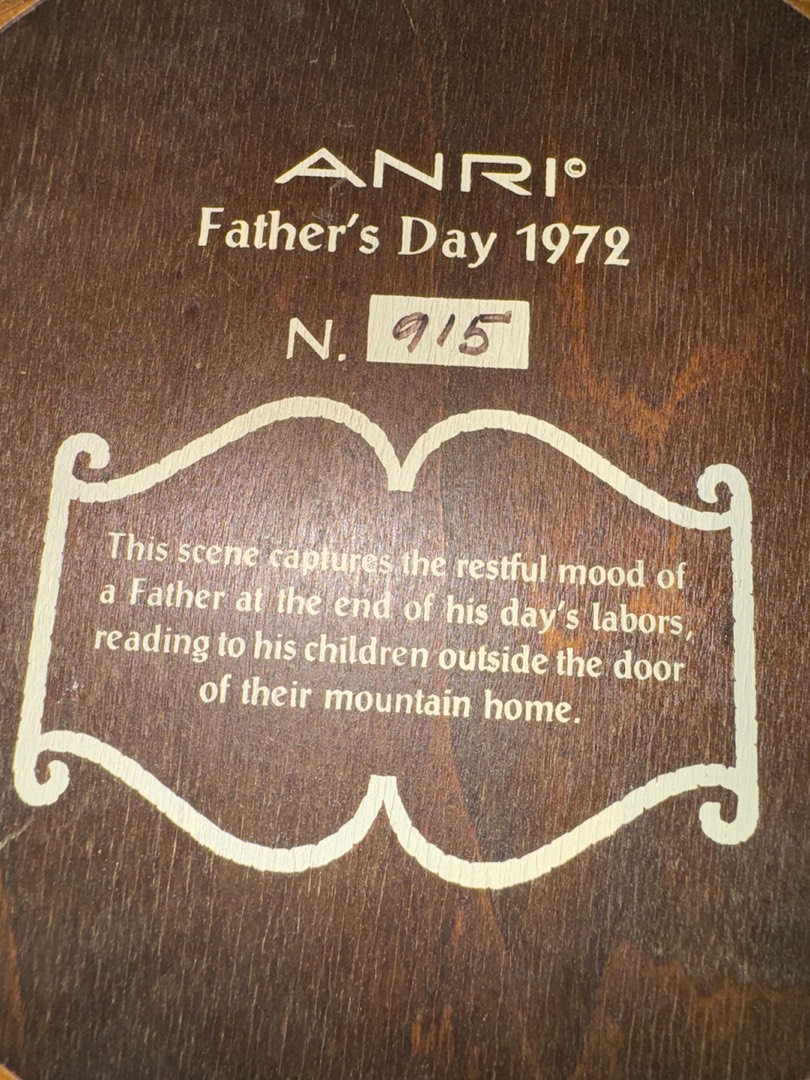 ANRI©
Father's Day 1972
N. 915
This scene captures the restful mood of
a Father at the end of his day's labors,
reading to his children outside the door
of their mountain home.